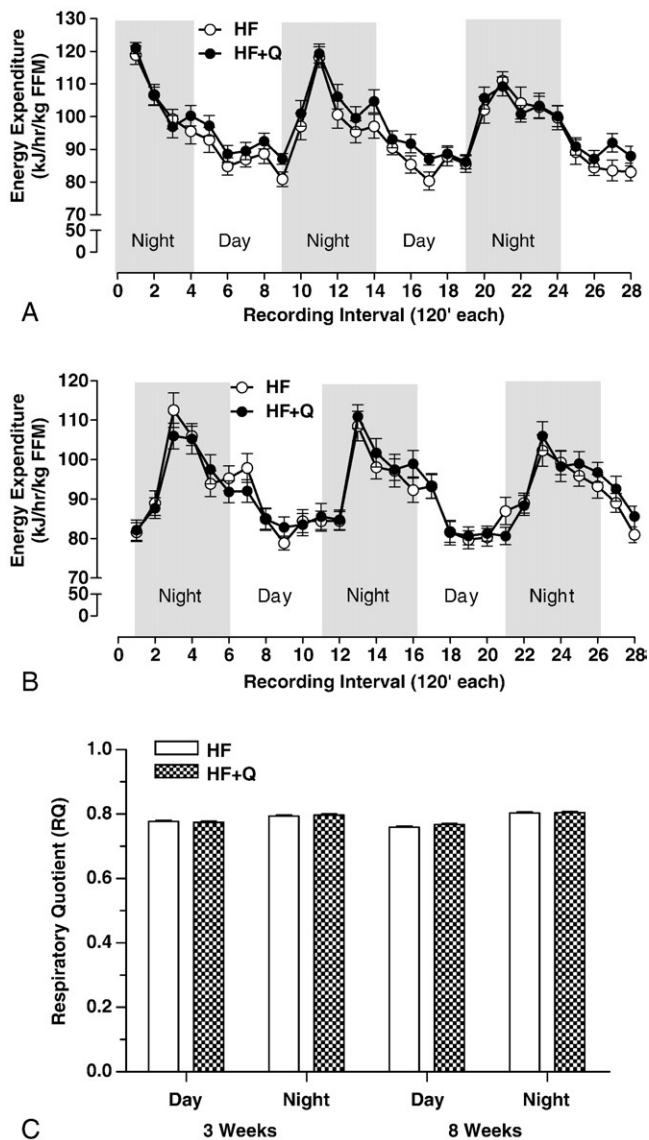 A
130
120
110
100
90
80
70
50
0
Energy Expenditure
(kJ/hr/kg FFM)
HF
HF+Q
Night
Day
Night
Day
Night
0 2 4 6 8 10 12 14 16 18 20 22 24 26 28
Recording Interval (120' each)
B
120
110
100
90
80
70
50
0
Energy Expenditure
(kJ/hr/kg FFM)
HF
HF+Q
Night
Day
Night
Day
Night
0 2 4 6 8 10 12 14 16 18 20 22 24 26 28
Recording Interval (120' each)
C
1.0
0.8
0.6
0.4
0.2
0.0
Respiratory Quotient (RQ)
HF
HF+Q
Day Night Day Night
3 Weeks 8 Weeks